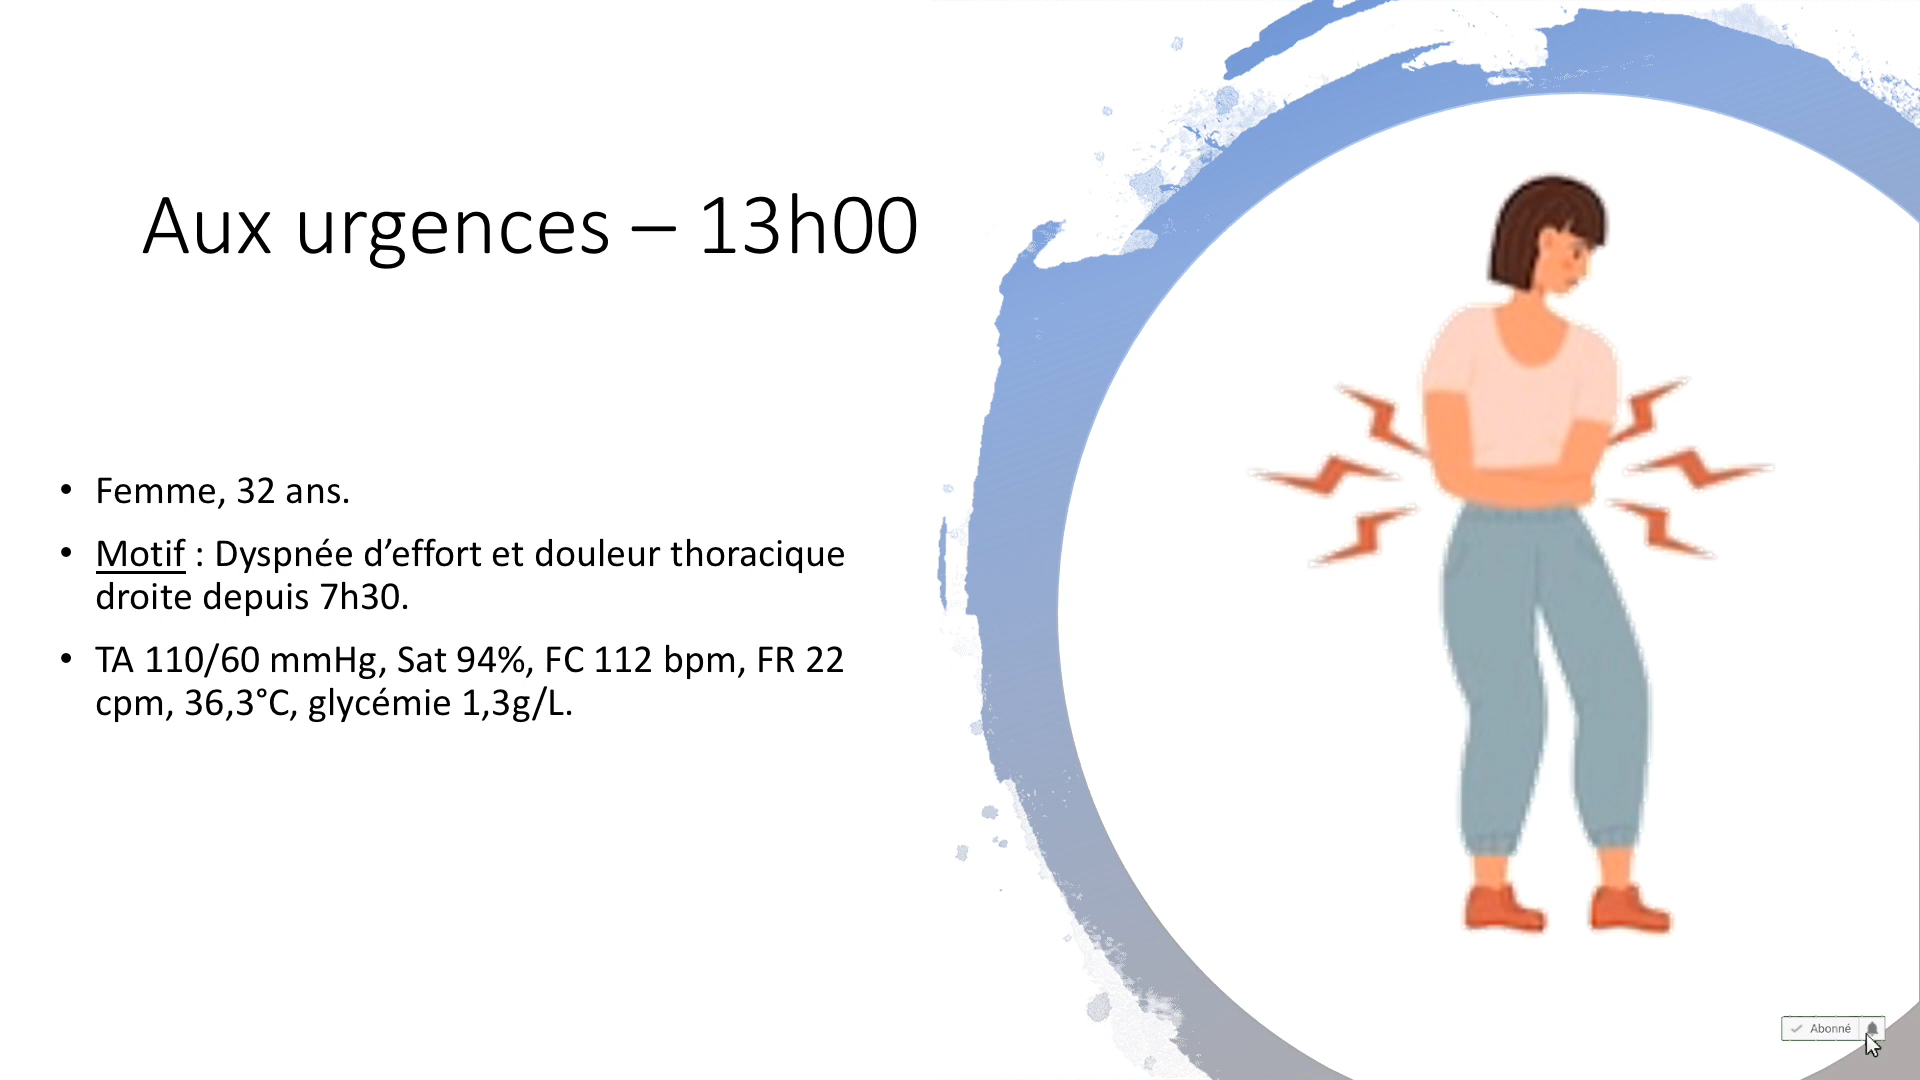 Aux urgences – 13h00
• Femme, 32 ans.
• Motif : Dyspnée d’effort et douleur thoracique
droite depuis 7h30.
• TA 110/60 mmHg, Sat 94%, FC 112 bpm, FR 22
cpm, 36,3°C, glycémie 1,3g/L.
Abonné